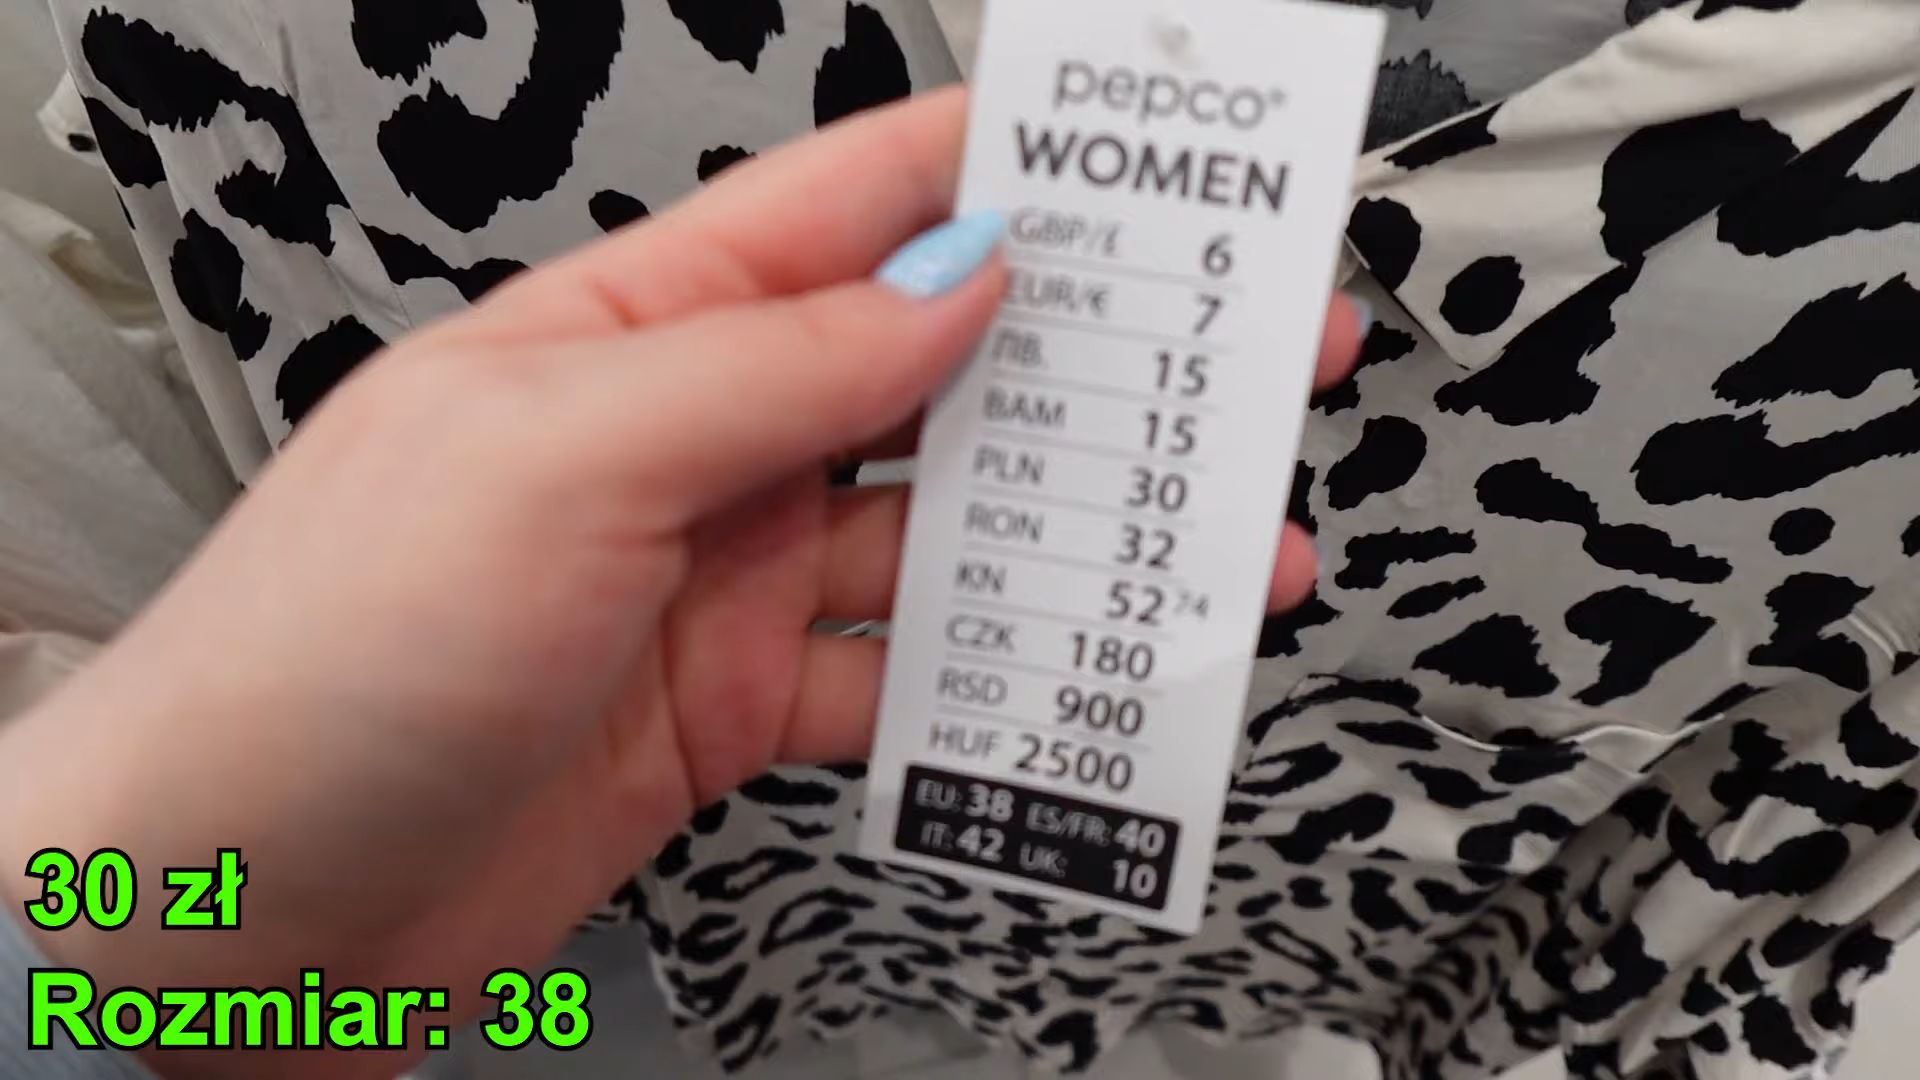 pepco®
WOMEN
GBP/£ 6
EUR/€ 7
ЛВ. 15
BAM 15
PLN 30
RON 32
KN 52 74
CZK 180
RSD 900
HUF 2500
EU: 38 ES/FR: 40
IT: 42 UK: 10
30 zł
Rozmiar: 38